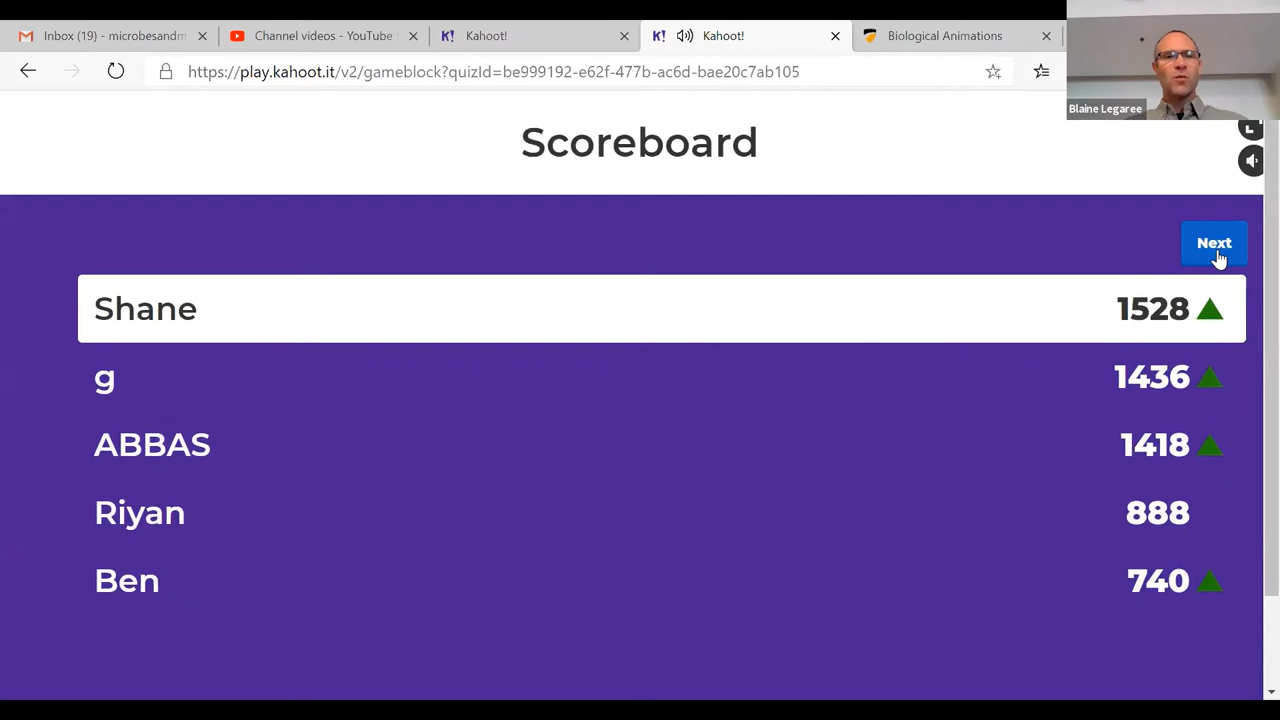 Inbox (19) - microbesandm
Channel videos - YouTube
K! Kahoot!
K! Kahoot!
Biological Animations
https://play.kahoot.it/v2/gameblock?quizId=be999192-e62f-477b-ac6d-bae20c7ab105
Blaine Legaree
Scoreboard
Next
Shane 1528
g 1436
ABBAS 1418
Riyan 888
Ben 740